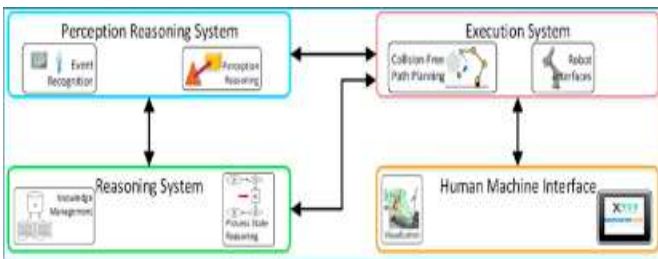 Perception Reasoning System
Event
Recognition
Perception
Reasoning
Execution System
Collision-Free
Path Planning
Robot
Interfaces
Reasoning System
Knowledge
Management
Process State
Reasoning
Human Machine Interface
Visualization